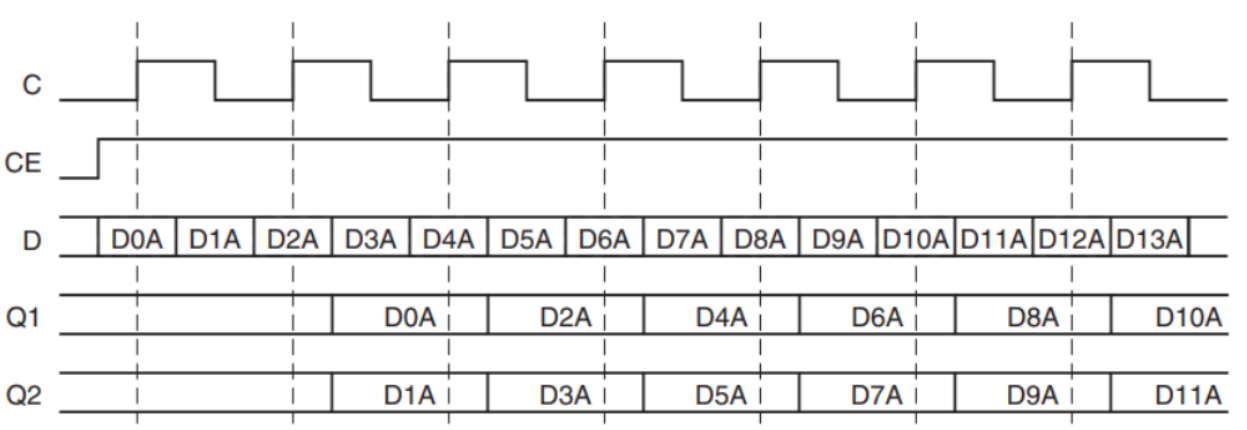 C
CE
D D0A D1A D2A D3A D4A D5A D6A D7A D8A D9A D10A D11A D12A D13A
Q1 D0A D2A D4A D6A D8A D10A
Q2 D1A D3A D5A D7A D9A D11A